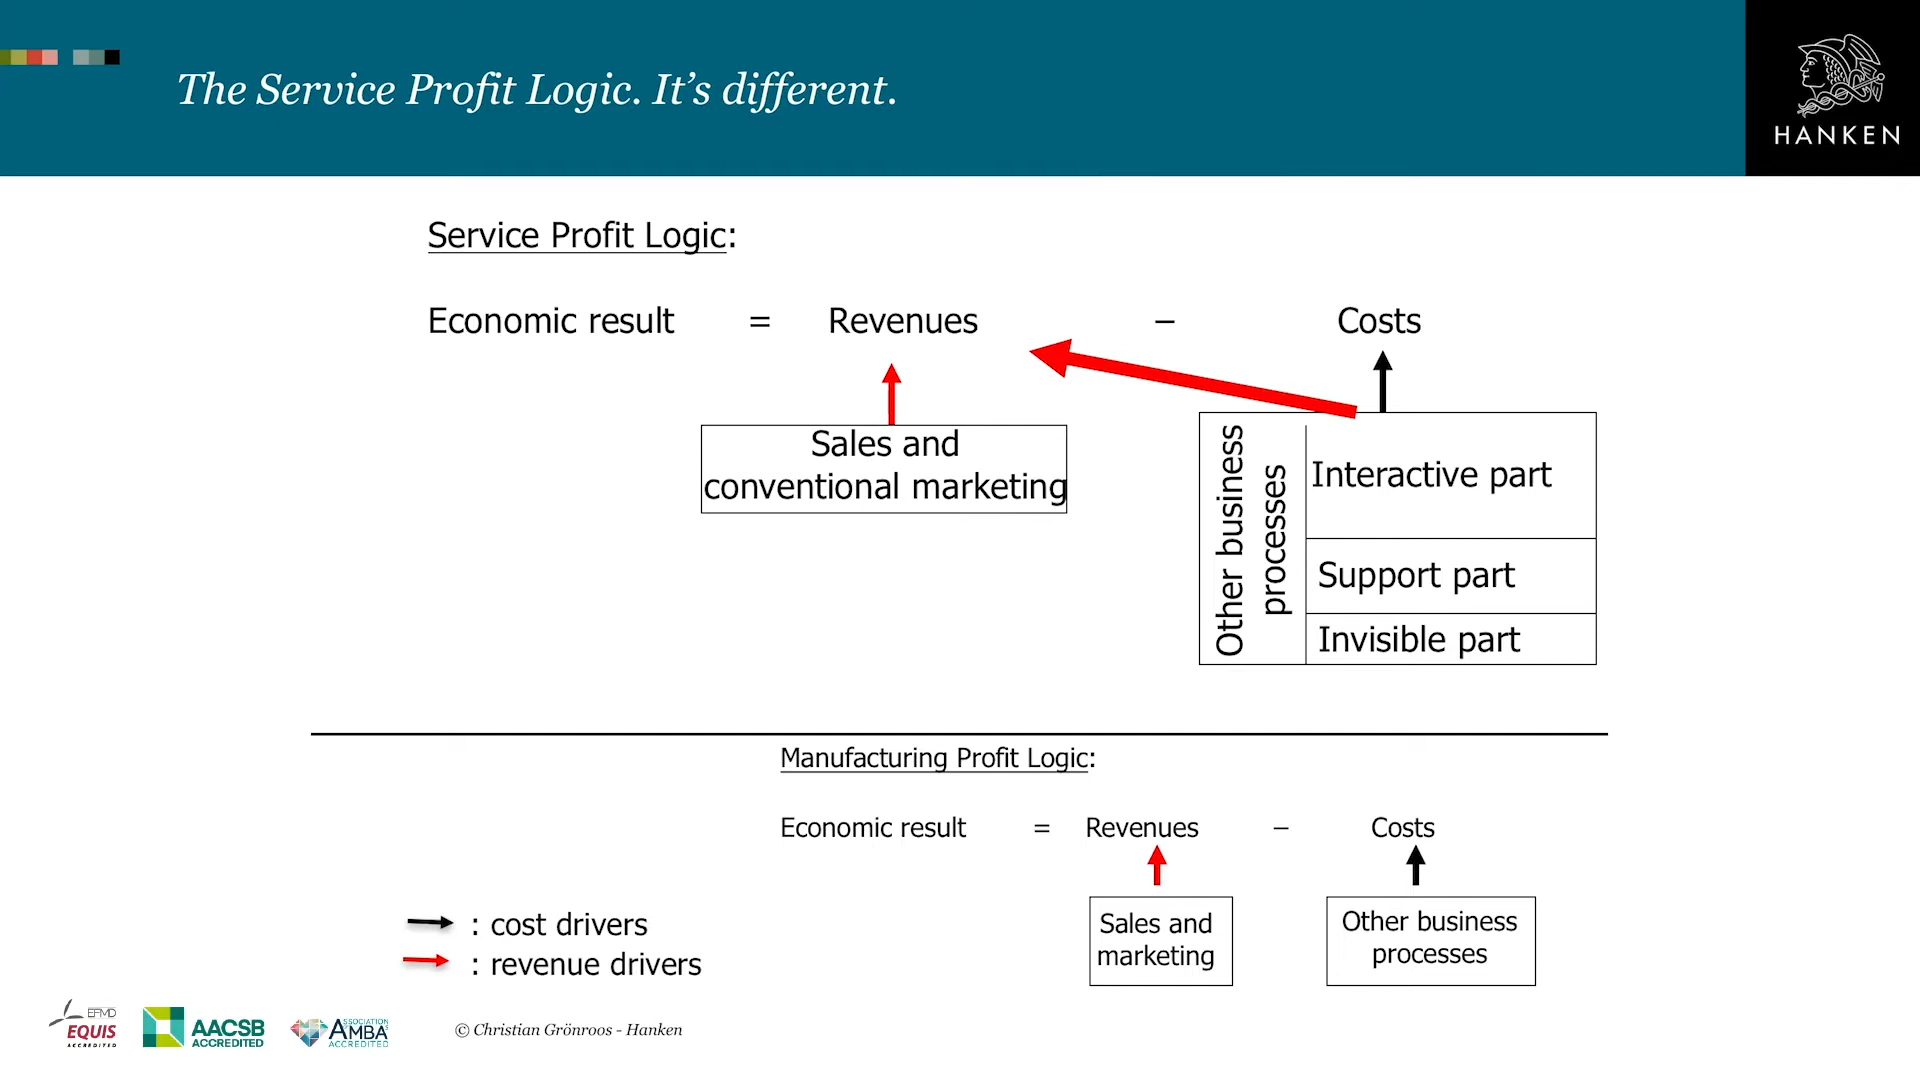 The Service Profit Logic. It’s different.
HANKEN
Service Profit Logic:
Economic result = Revenues – Costs
Sales and
conventional marketing
Other business
processes
Interactive part
Support part
Invisible part
Manufacturing Profit Logic:
Economic result = Revenues – Costs
Sales and
marketing
Other business
processes
: cost drivers
: revenue drivers
EFMD
EQUIS
ACCREDITED
AACSB
ACCREDITED
ASSOCIATION
AMBA
ACCREDITED
© Christian Grönroos - Hanken